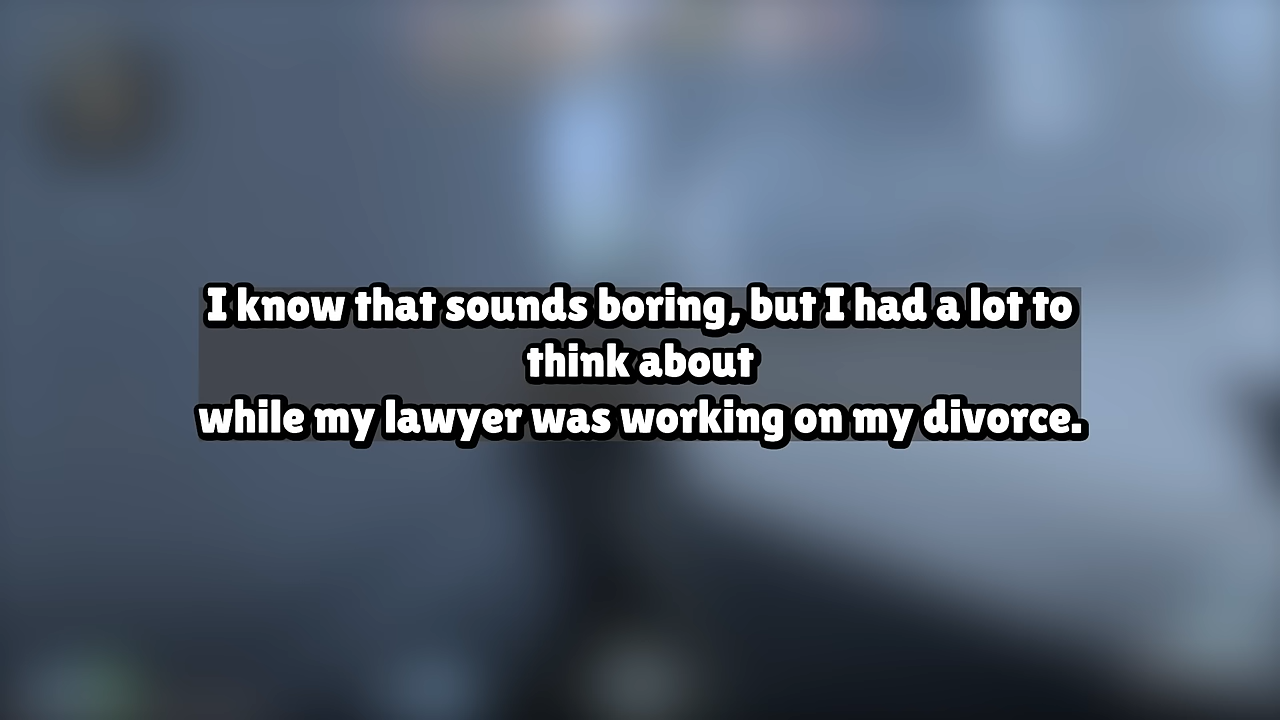 I know that sounds boring, but I had a lot to
think about
while my lawyer was working on my divorce.